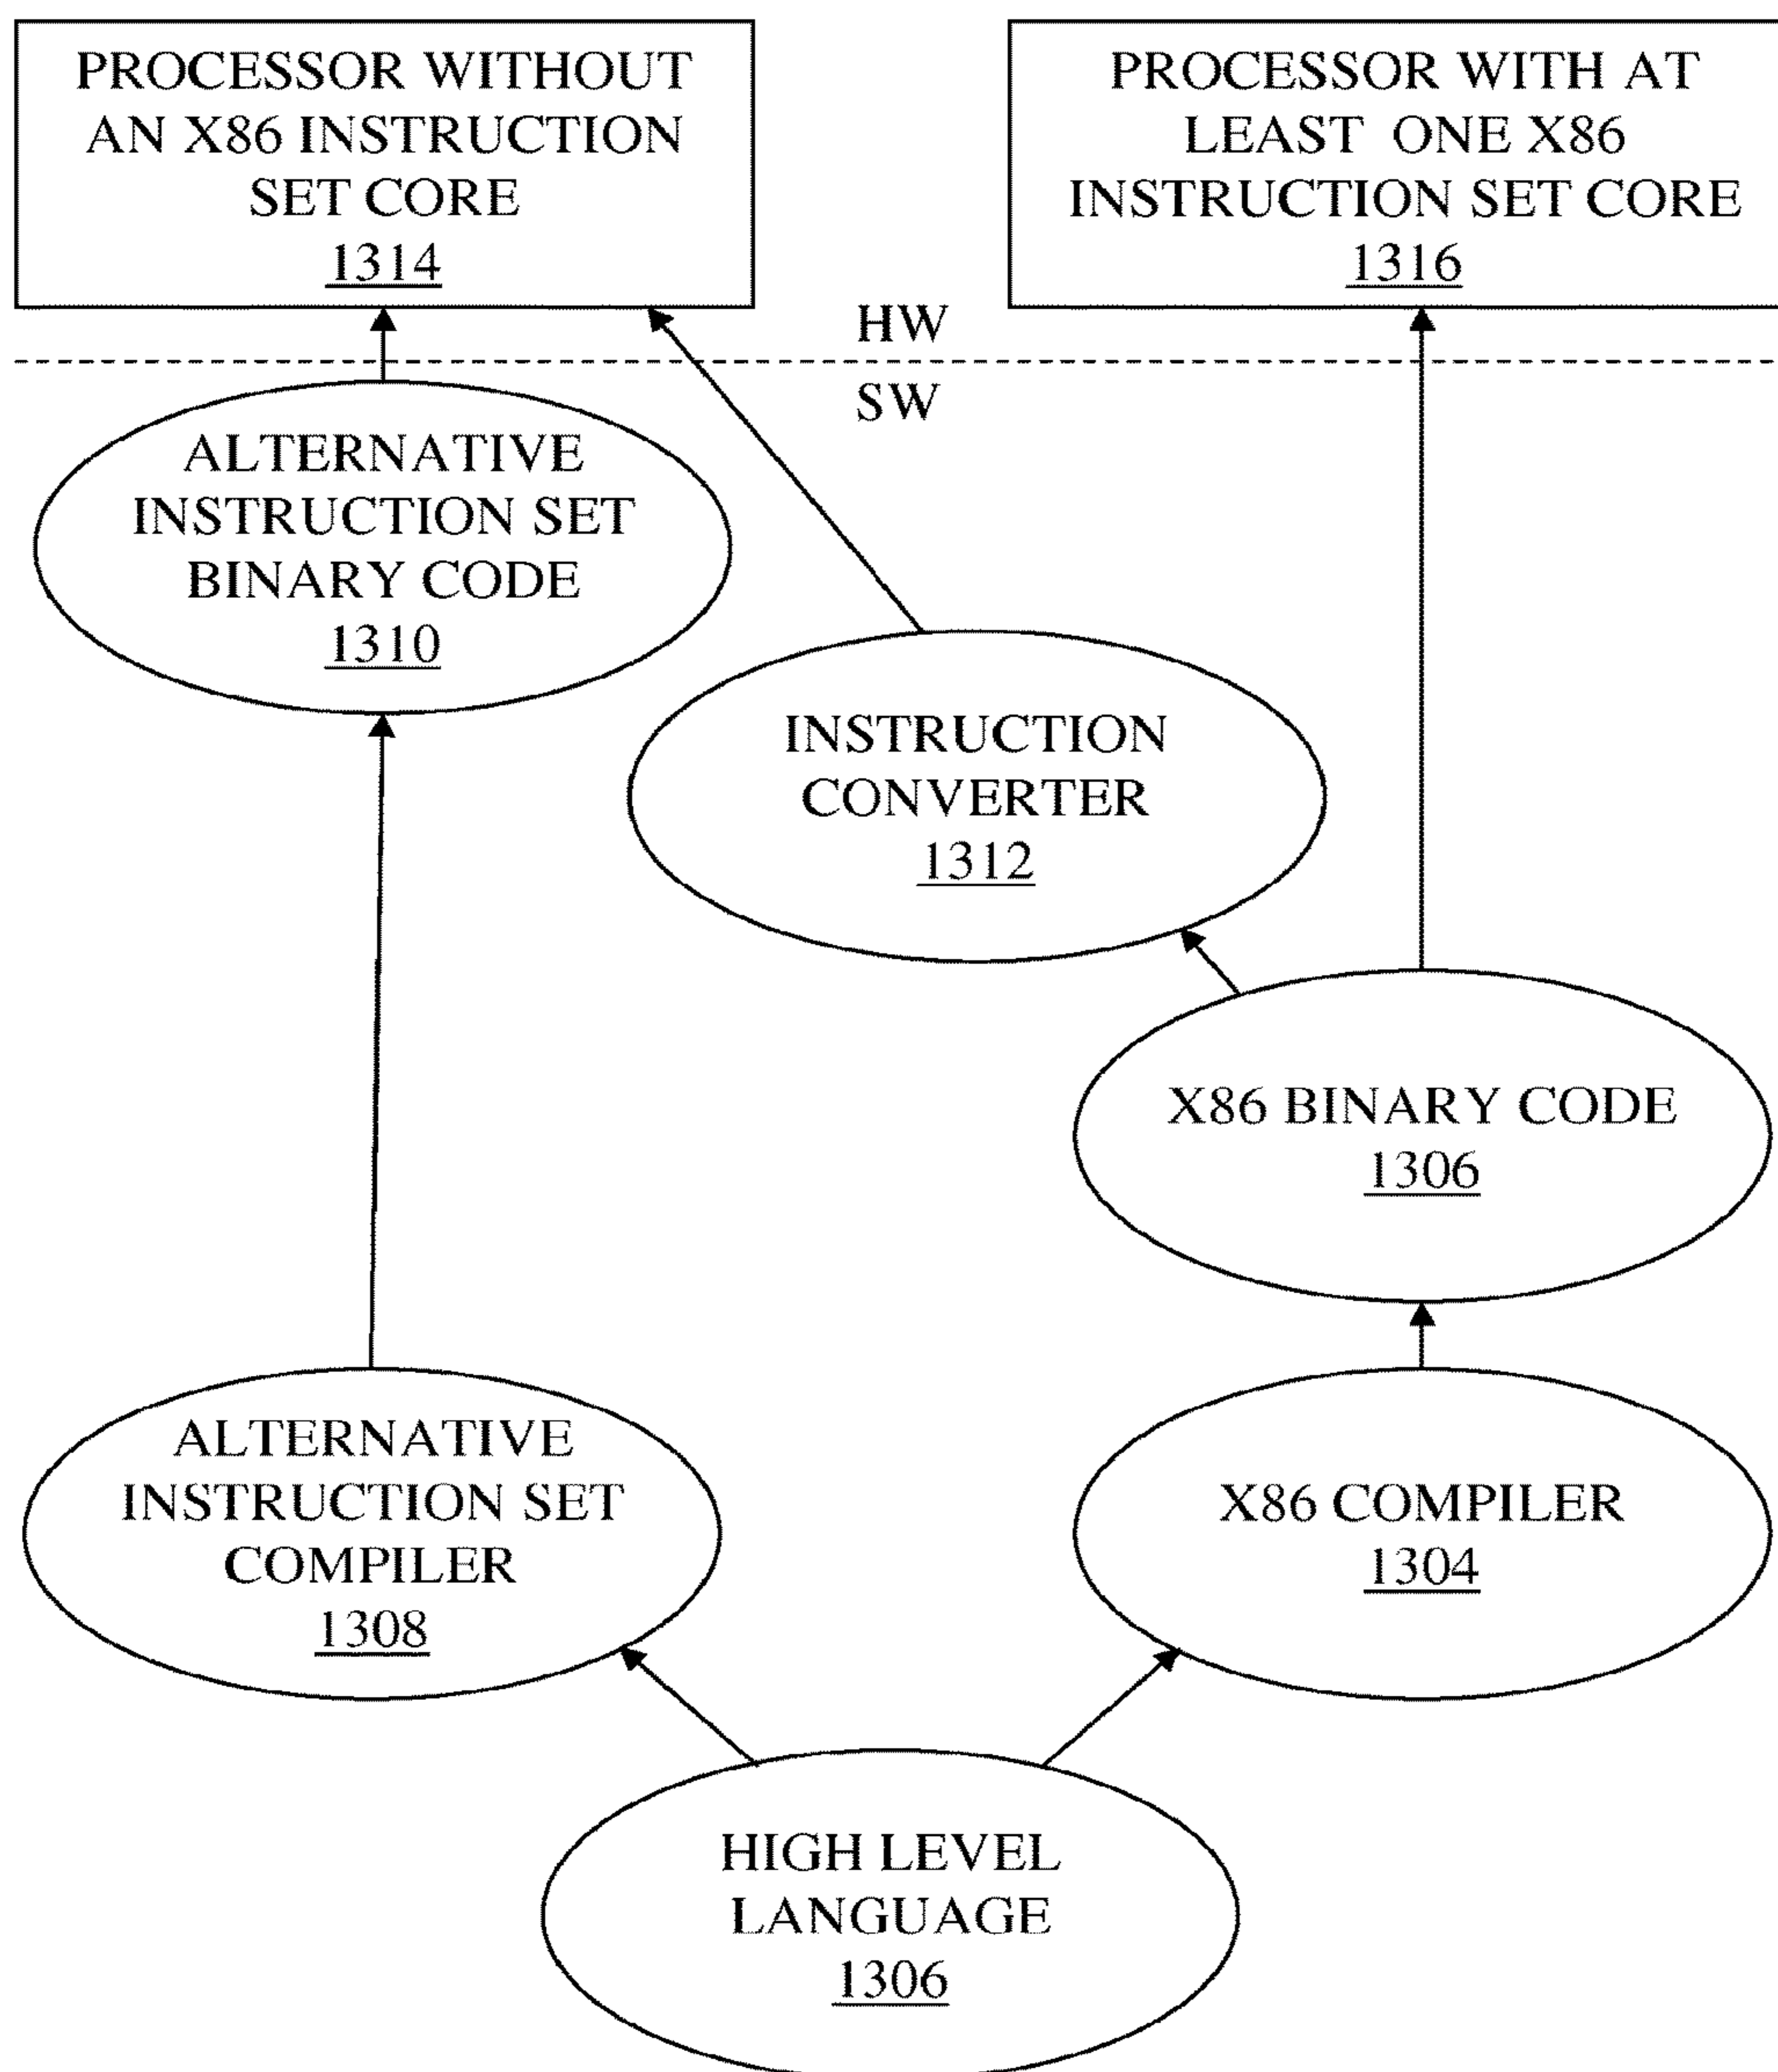 PROCESSOR WITHOUT
AN X86 INSTRUCTION
SET CORE
1314
PROCESSOR WITH AT
LEAST ONE X86
INSTRUCTION SET CORE
1316
HW
SW
ALTERNATIVE
INSTRUCTION SET
BINARY CODE
1310
INSTRUCTION
CONVERTER
1312
X86 BINARY CODE
1306
ALTERNATIVE
INSTRUCTION SET
COMPILER
1308
X86 COMPILER
1304
HIGH LEVEL
LANGUAGE
1306